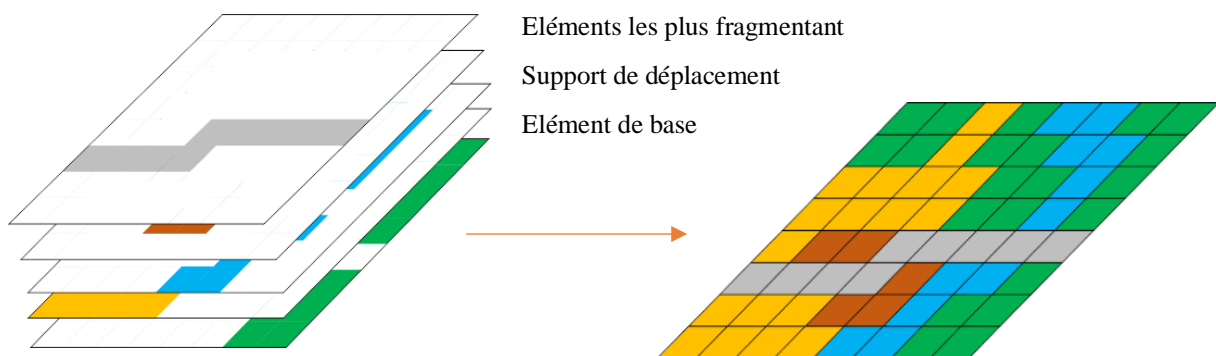 Eléments les plus fragmentant
Support de déplacement
Elément de base